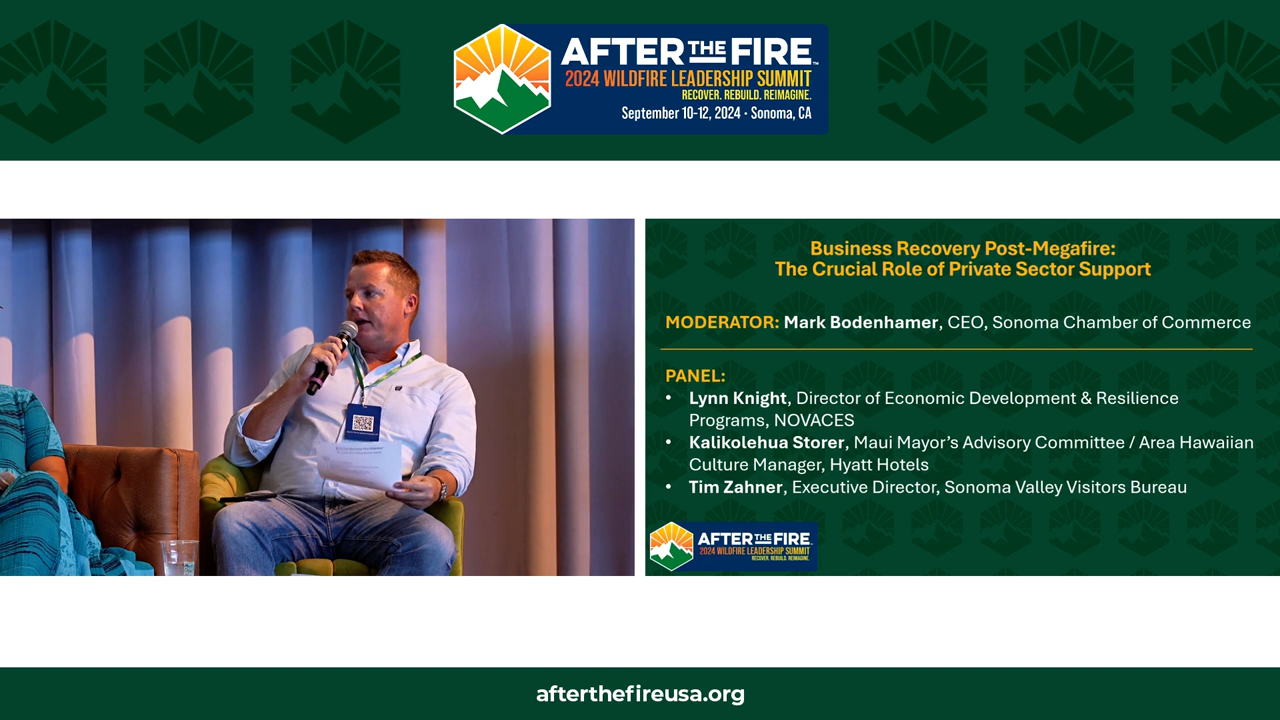 AFTER THE FIRE™
2024 WILDFIRE LEADERSHIP SUMMIT
RECOVER. REBUILD. REIMAGINE.
September 10-12, 2024 · Sonoma, CA
Business Recovery Post-Megafire:
The Crucial Role of Private Sector Support
MODERATOR: Mark Bodenhamer, CEO, Sonoma Chamber of Commerce
PANEL:
• Lynn Knight, Director of Economic Development & Resilience
Programs, NOVACES
• Kalikolehua Storer, Maui Mayor’s Advisory Committee / Area Hawaiian
Culture Manager, Hyatt Hotels
• Tim Zahner, Executive Director, Sonoma Valley Visitors Bureau
AFTER THE FIRE
2024 WILDFIRE LEADERSHIP SUMMIT
RECOVER. REBUILD. REIMAGINE.
afterthefireusa.org